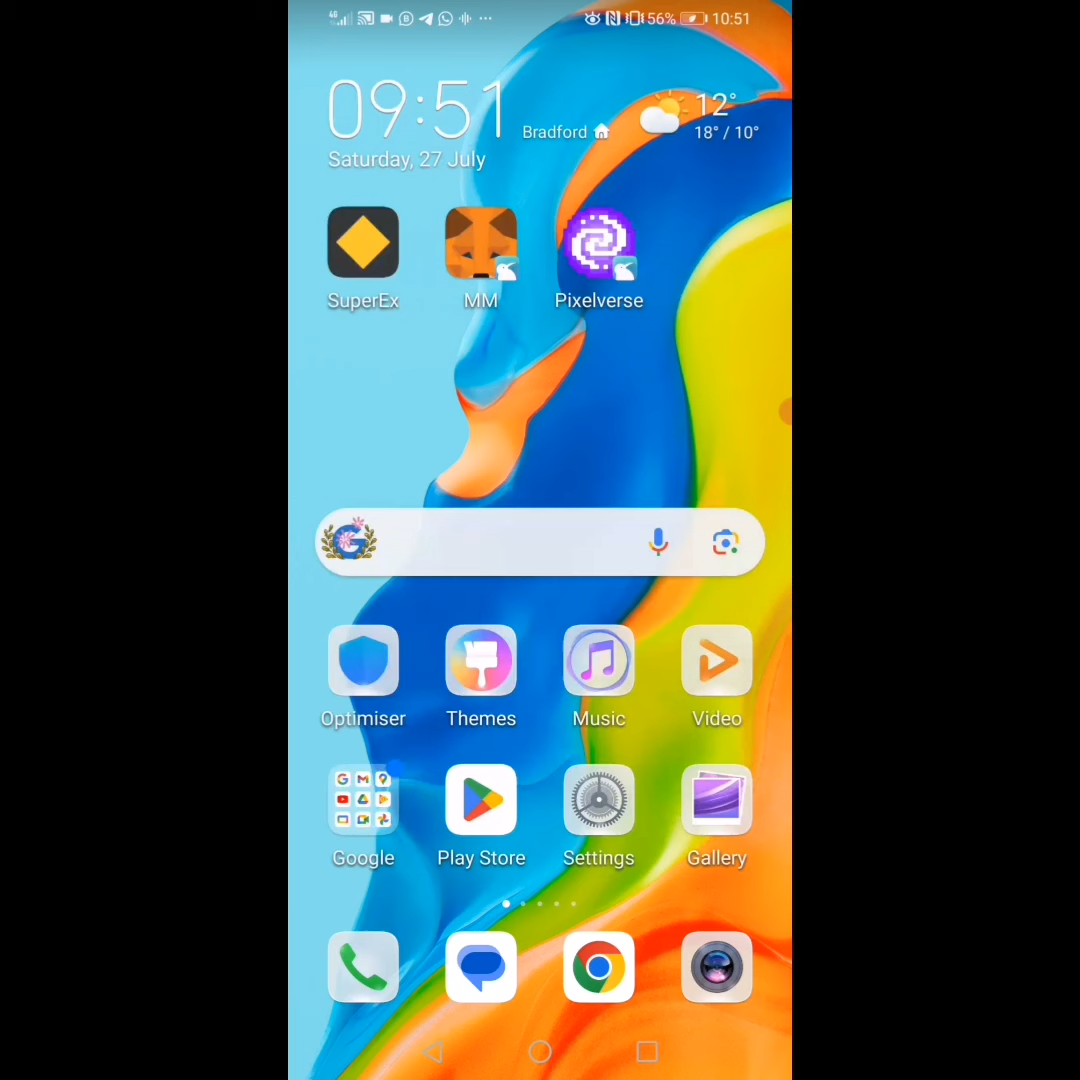 4G 56% 10:51
09:51
Bradford
12°
18° / 10°
Saturday, 27 July
SuperEx MM Pixelverse
Optimiser Themes Music Video
Google Play Store Settings Gallery